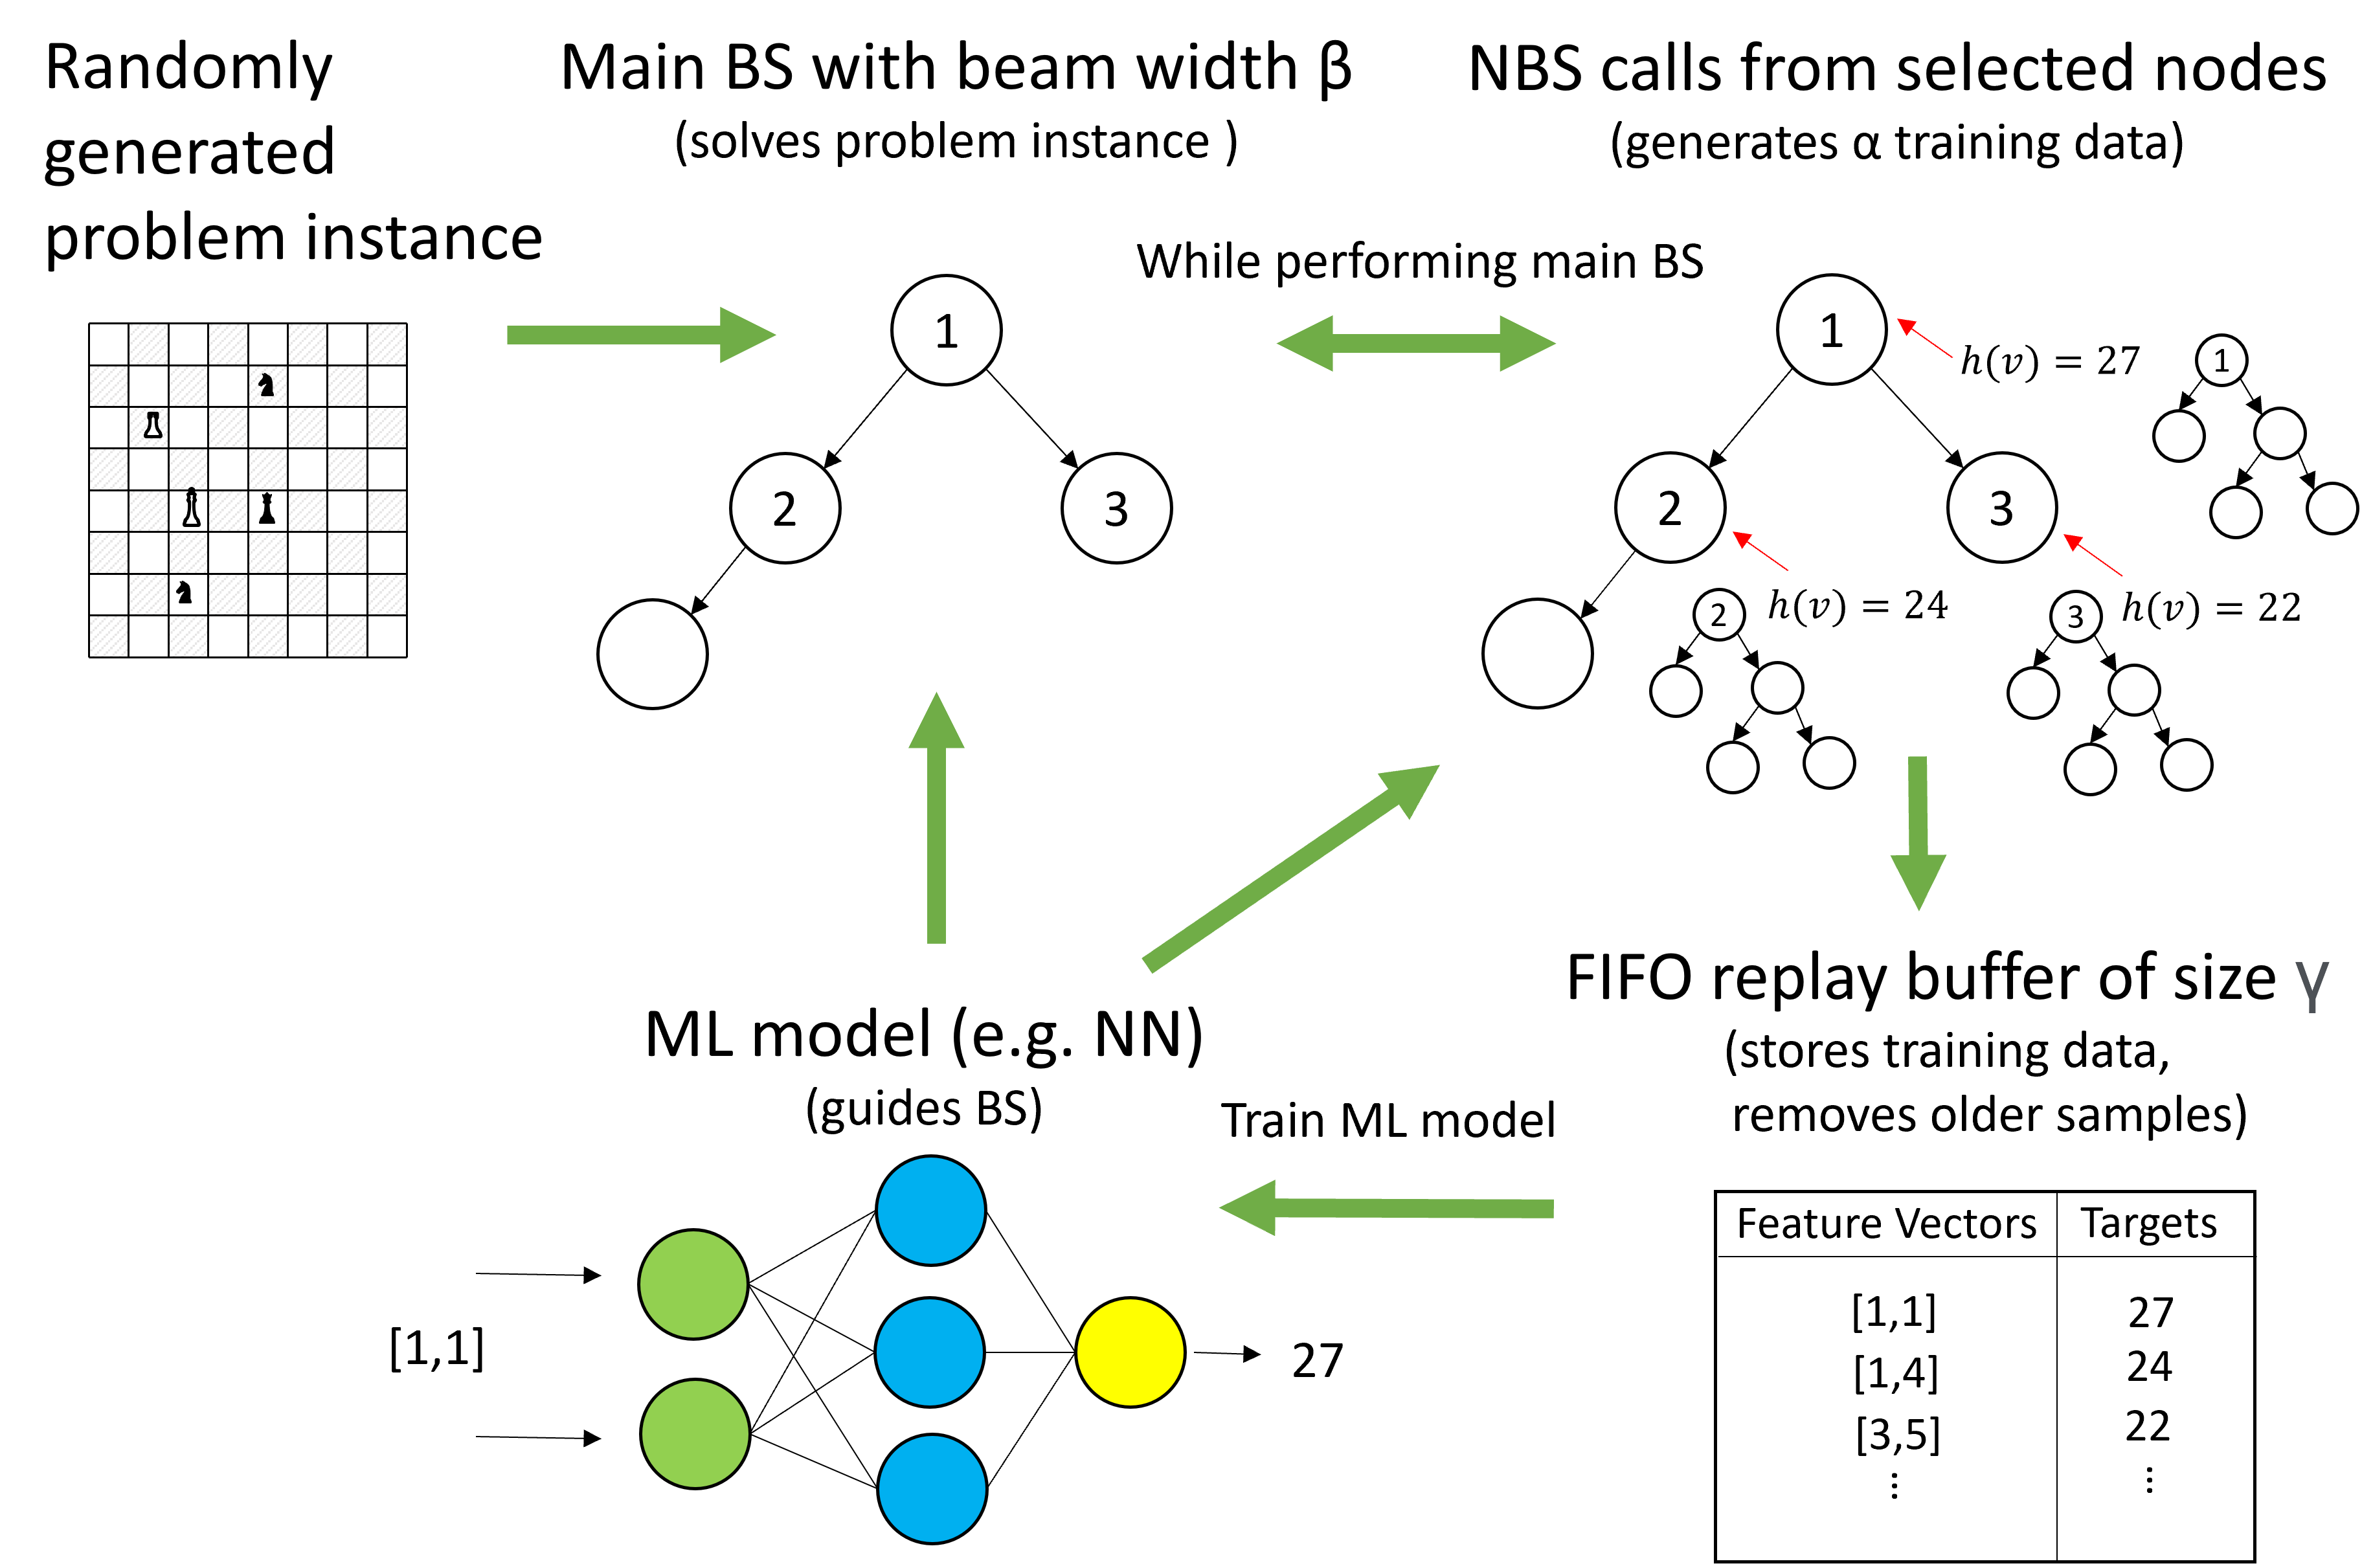 Randomly
generated
problem instance
Main BS with beam width β
(solves problem instance )
NBS calls from selected nodes
(generates α training data)
While performing main BS
1
2
3
1
2
3
h(v) = 27
1
h(v) = 24
2
h(v) = 22
3
FIFO replay buffer of size γ
(stores training data,
removes older samples)
ML model (e.g. NN)
(guides BS)
Train ML model
[1,1]
27
Feature Vectors Targets
[1,1] 27
[1,4] 24
[3,5] 22
⋮ ⋮